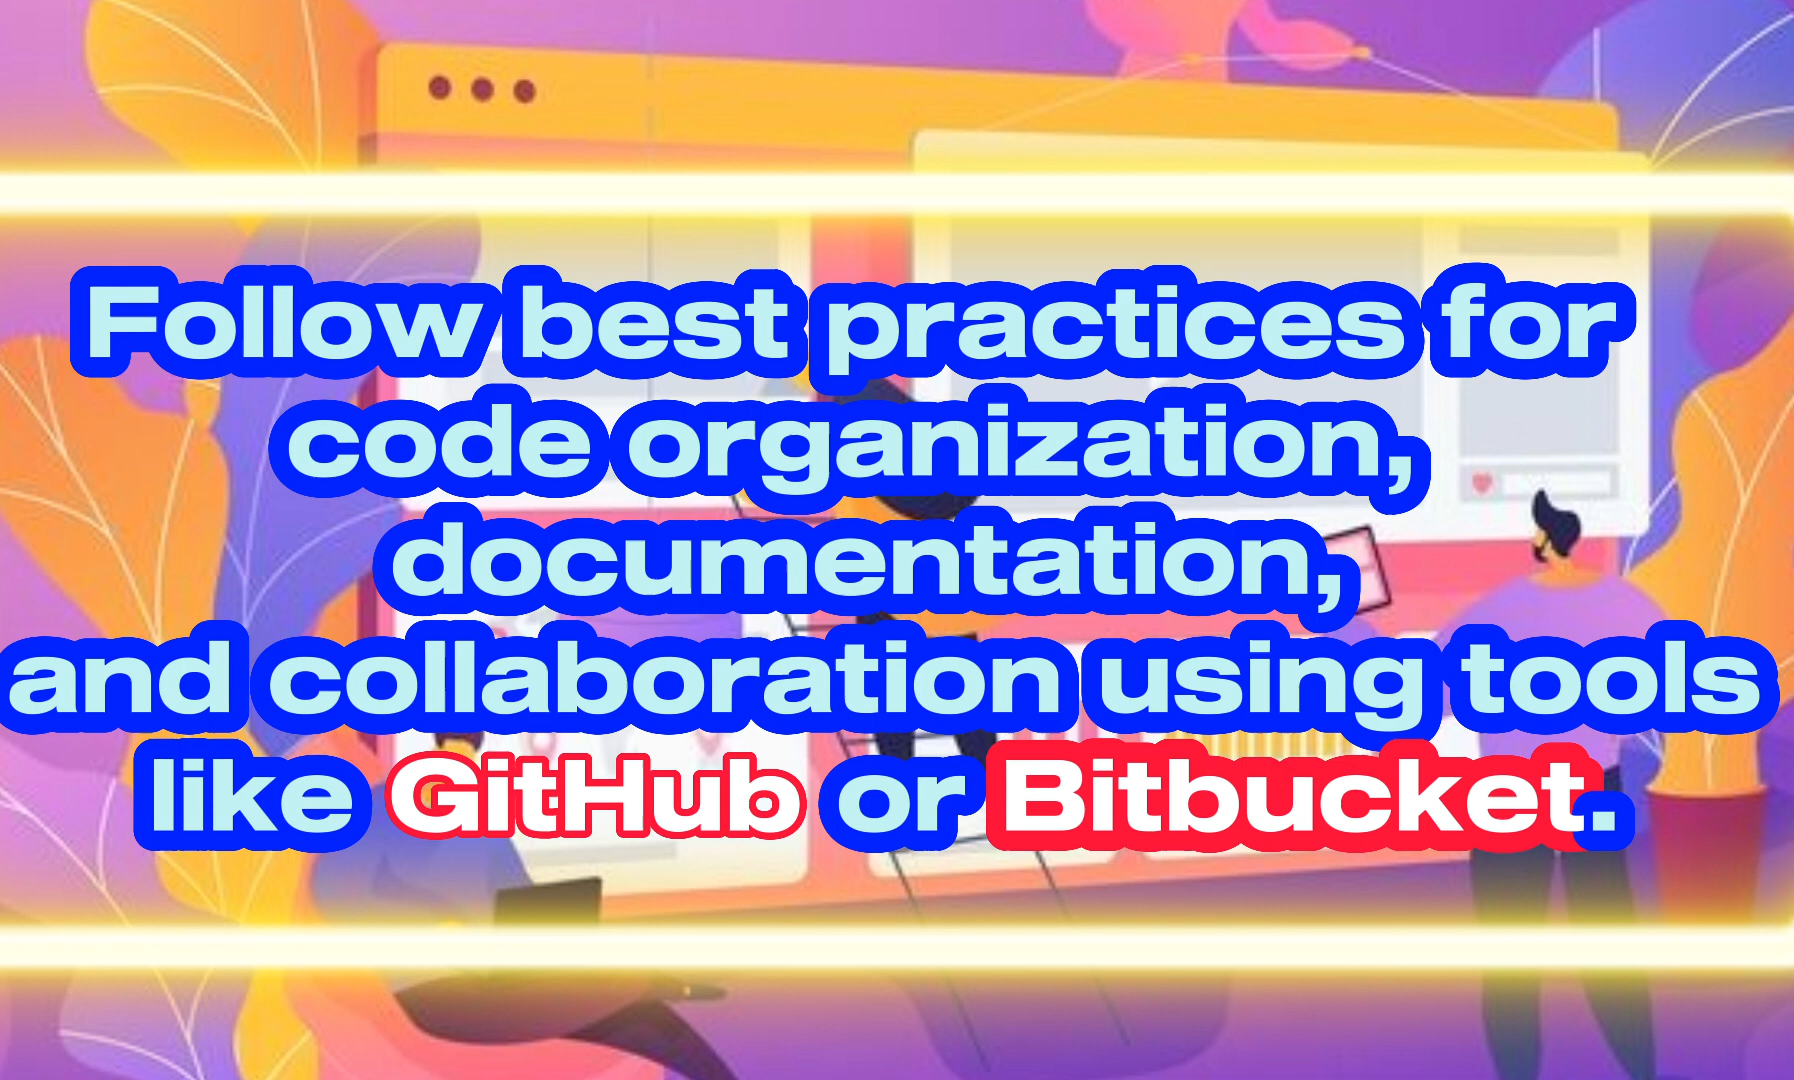 Follow best practices for
code organization,
documentation,
and collaboration using tools
like GitHub or Bitbucket.